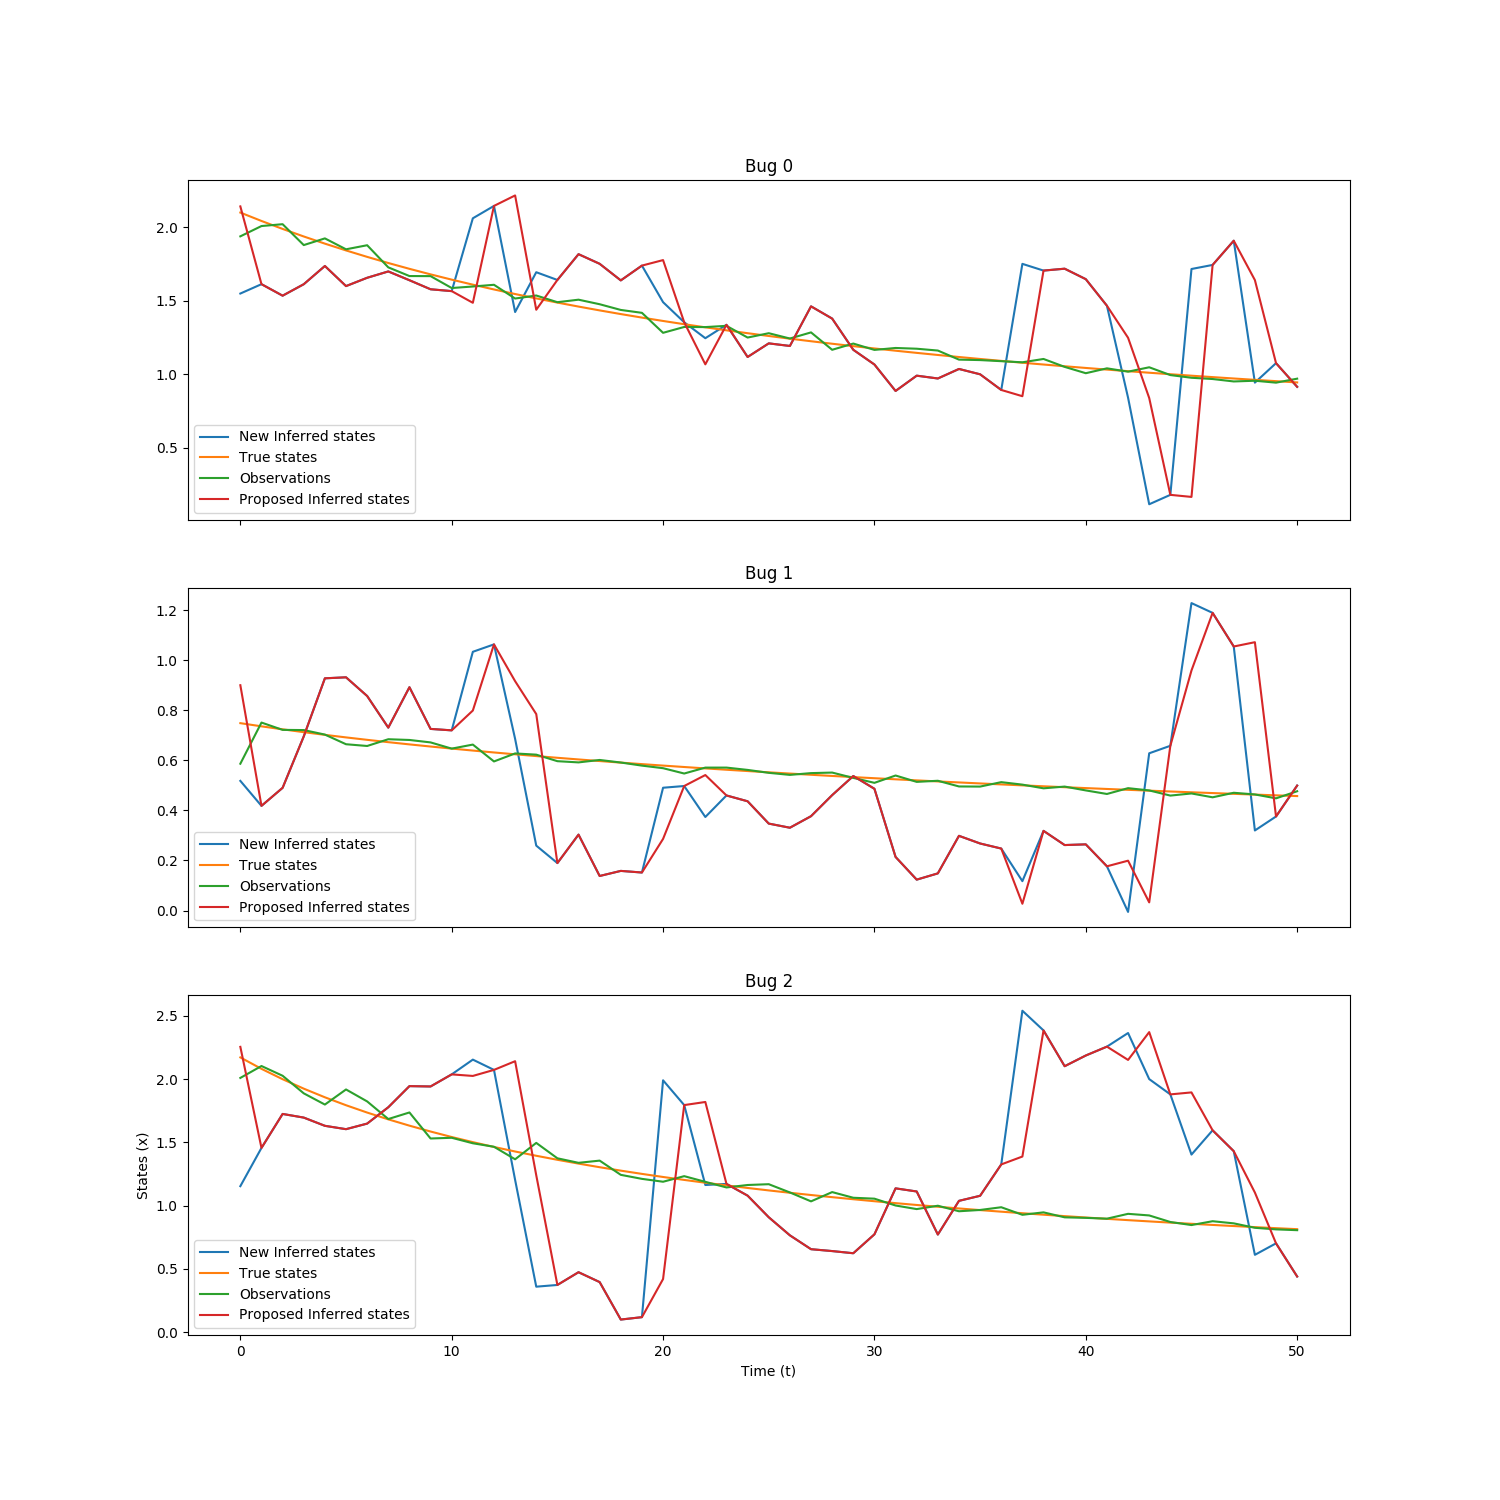 Bug 0
2.0
1.5
1.0
0.5
New Inferred states
True states
Observations
Proposed Inferred states
Bug 1
1.2
1.0
0.8
0.6
0.4
0.2
0.0
New Inferred states
True states
Observations
Proposed Inferred states
Bug 2
2.5
2.0
1.5
1.0
0.5
0.0
States (x)
New Inferred states
True states
Observations
Proposed Inferred states
0 10 20 30 40 50
Time (t)